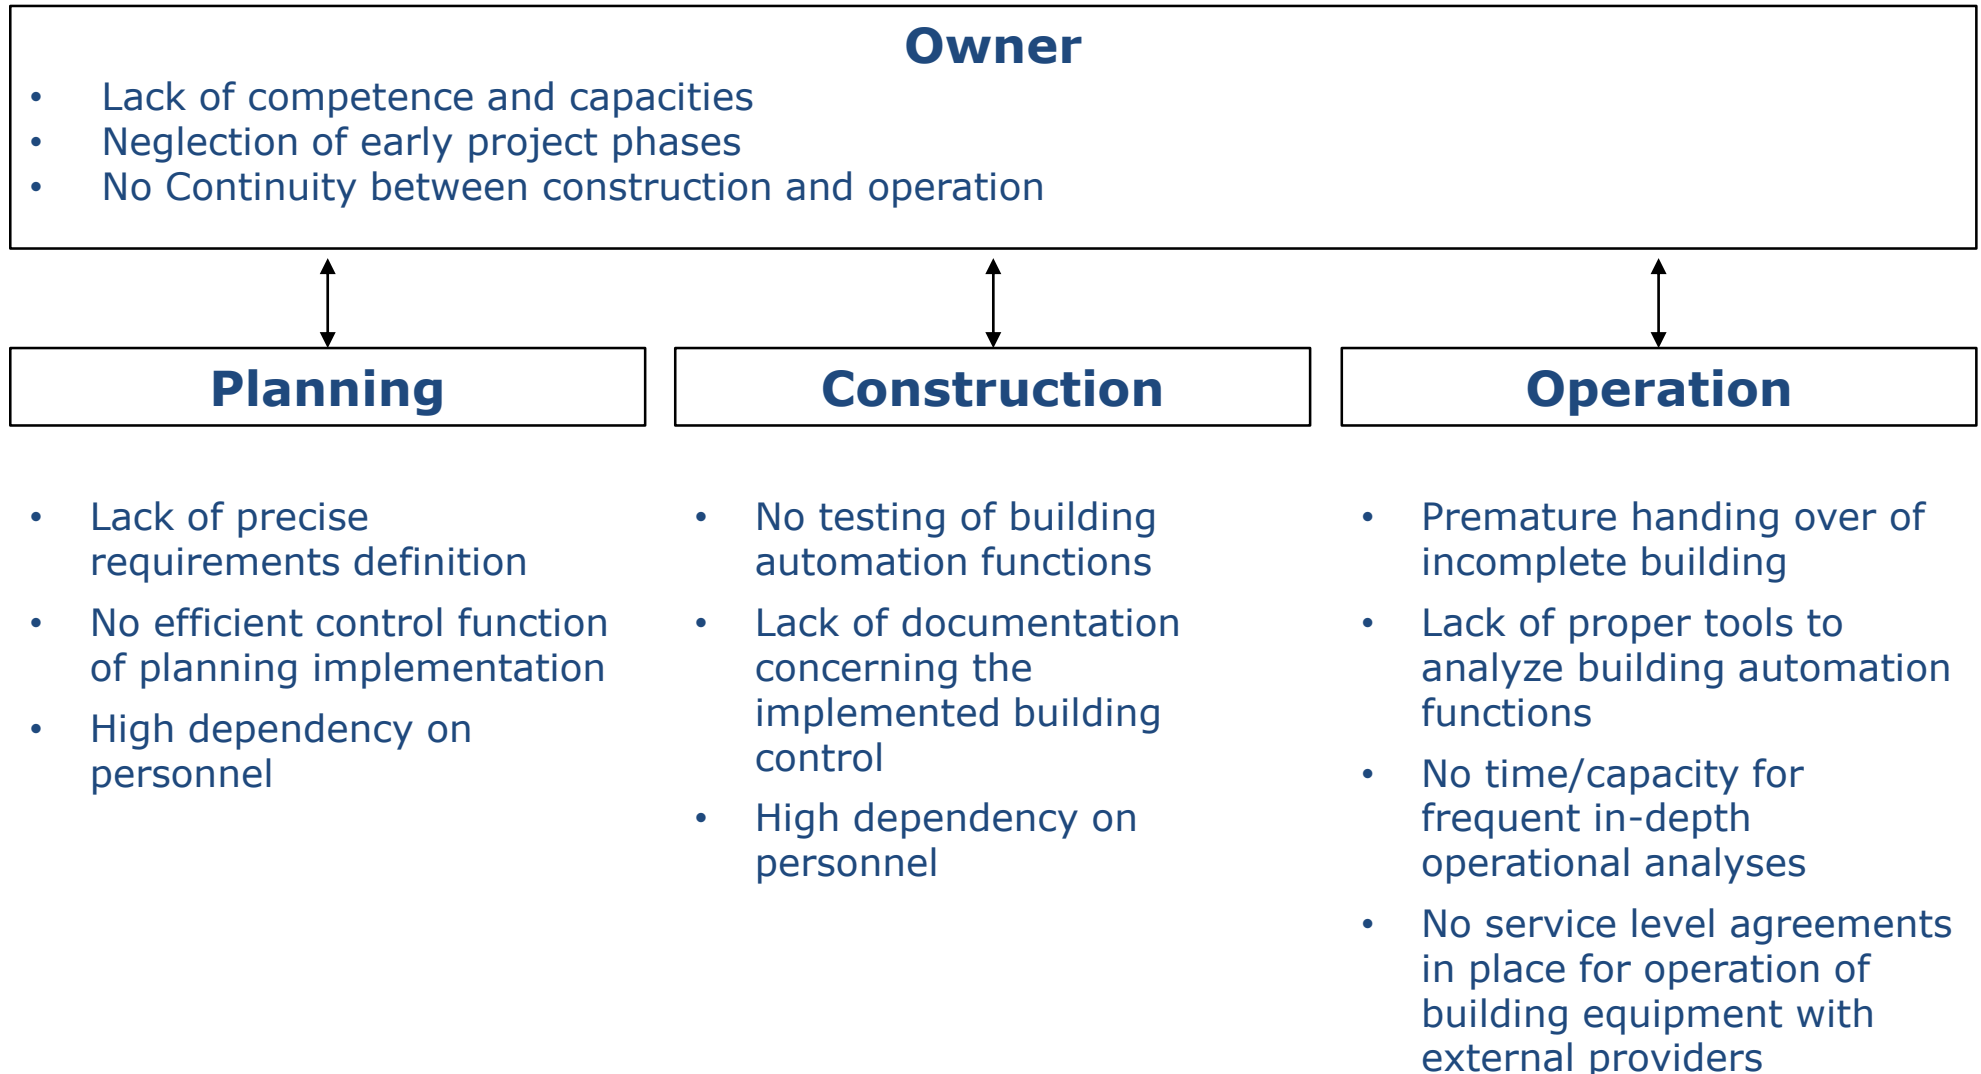 Owner
• Lack of competence and capacities
• Neglection of early project phases
• No Continuity between construction and operation
Planning
• Lack of precise
requirements definition
• No efficient control function
of planning implementation
• High dependency on
personnel
Construction
• No testing of building
automation functions
• Lack of documentation
concerning the
implemented building
control
• High dependency on
personnel
Operation
• Premature handing over of
incomplete building
• Lack of proper tools to
analyze building automation
functions
• No time/capacity for
frequent in-depth
operational analyses
• No service level agreements
in place for operation of
building equipment with
external providers